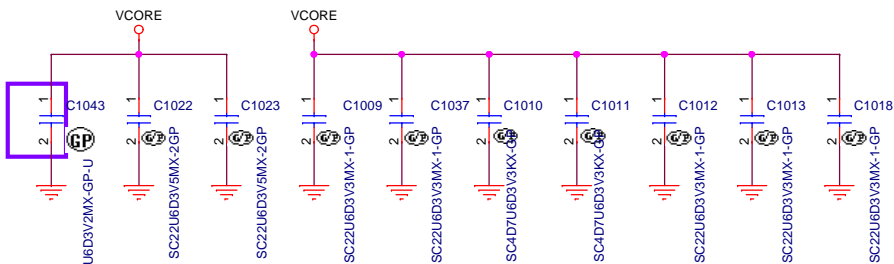 VCORE
VCORE
1
C1043
2
GP
U6D3V2MX-GP-U
1
C1022
2
G/P
SC22U6D3V5MX-2GP
1
C1023
2
G/P
SC22U6D3V5MX-2GP
1
C1009
2
G/P
SC22U6D3V3MX-1-GP
1
C1037
2
G/P
SC22U6D3V3MX-1-GP
1
C1010
2
G/P
SC4D7U6D3V3KX-GP
1
C1011
2
G/P
SC4D7U6D3V3KX-GP
1
C1012
2
G/P
SC22U6D3V3MX-1-GP
1
C1013
2
G/P
SC22U6D3V3MX-1-GP
1
C1018
2
G/P
SC22U6D3V3MX-1-GP